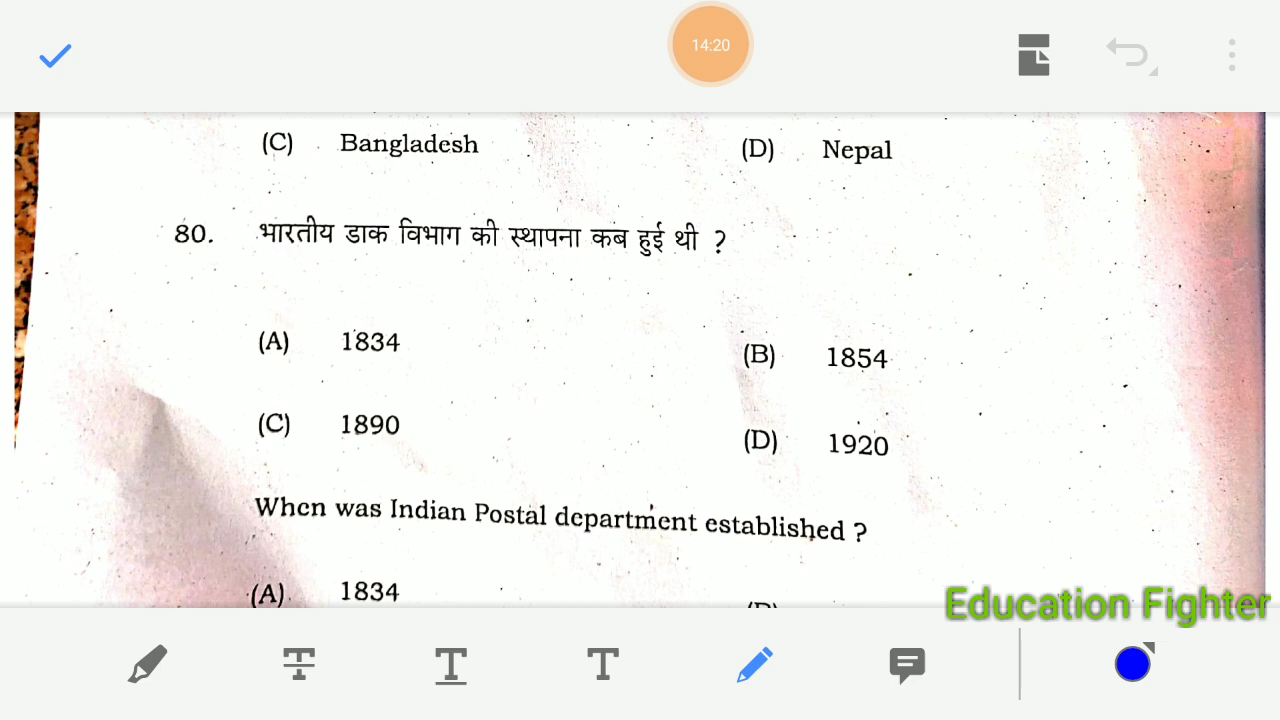 14:20
(C) Bangladesh (D) Nepal
80. भारतीय डाक विभाग की स्थापना कब हुई थी ?
(A) 1834 (B) 1854
(C) 1890 (D) 1920
When was Indian Postal department established ?
(A) 1834
Education Fighter